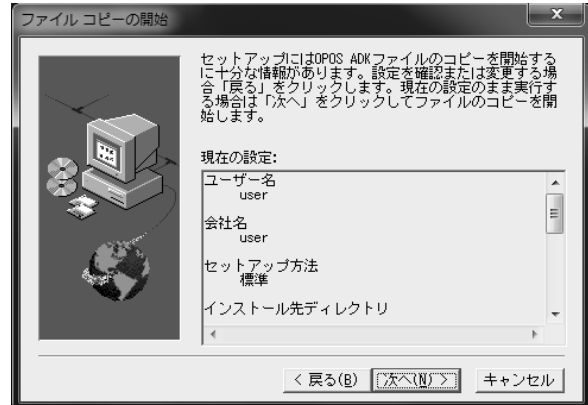 ファイル コピーの開始
セットアップにはOPOS ADKファイルのコピーを開始する
に十分な情報があります。設定を確認または変更する場
合「戻る」をクリックします。現在の設定のまま実行す
る場合は「次へ」をクリックしてファイルのコピーを開
始します。
現在の設定:
ユーザー名
user
会社名
user
セットアップ方法
標準
インストール先ディレクトリ
< 戻る(B)
次へ(N) >
キャンセル